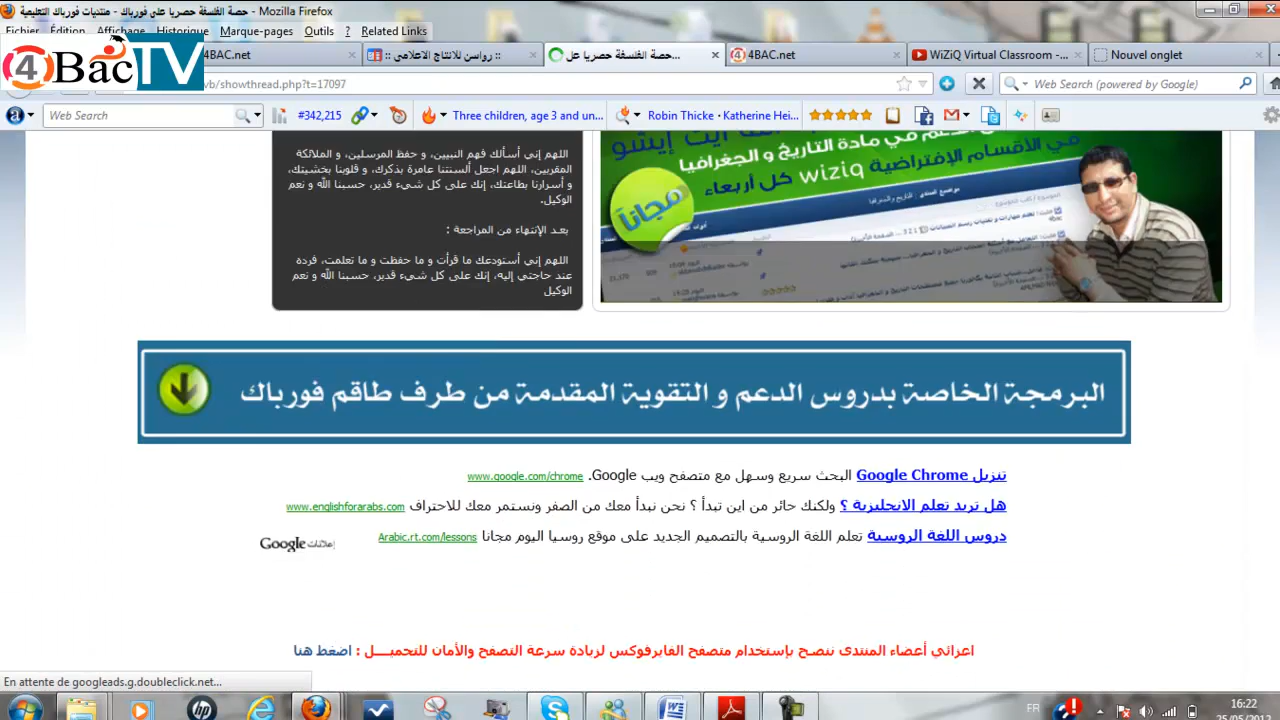 حصة الفلسفة حصريا على فورباك - منتديات فورباك التعليمية - Mozilla Firefox
Fichier Édition Affichage Historique Marque-pages Outils ? Related Links
4BacTV
4BAC.net
:: رواسن للانتاج الاعلامي ::
حصة الفلسفة حصريا عل...
4BAC.net
WiZiQ Virtual Classroom -...
Nouvel onglet
vb/showthread.php?t=17097
Web Search (powered by Google)
Web Search
#342,215
Three children, age 3 and un...
Robin Thicke • Katherine Hei...
اللهم إني أسألك فهم النبيين، و حفظ المرسلين، و الملائكة
المقربين، اللهم اجعل ألسنتنا عامرة بذكرك، و قلوبنا بخشيتك،
و أسرارنا بطاعتك، إنك على كل شيء قدير، حسبنا الله و نعم
الوكيل.
بعـد الإنتهاء من المراجعة :
اللهم إني أستودعك ما قرأت و ما حفظت و ما تعلمت، فرده
عند حاجتي إليه، إنك على كل شيء قدير، حسبنا الله و نعم
الوكيل
الدعم في مادة التاريخ و الجغرافيا
في الأقسام الإفتراضية wiziq كل أربعاء
مجاناً
البرمجة الخاصة بدروس الدعم و التقوية المقدمة من طرف طاقم فورباك
تنزيل Google Chrome البحث سريع وسهل مع متصفح ويب Google. www.google.com/chrome
هل تريد تعلم الانجليزية ؟ ولكنك حائر من اين تبدأ ؟ نحن نبدأ معك من الصفر ونستمر معك للاحتراف www.englishforarabs.com
دروس اللغة الروسية تعلم اللغة الروسية بالتصميم الجديد على موقع روسيا اليوم مجانا Arabic.rt.com/lessons
إعلانات Google
اعزائي أعضاء المنتدى ننصح بإستخدام متصفح الفايرفوكس لزيادة سرعة التصفح والأمان للتحميـــل : اضغط هنا
En attente de googleads.g.doubleclick.net...
FR
16:22
25/05/2013